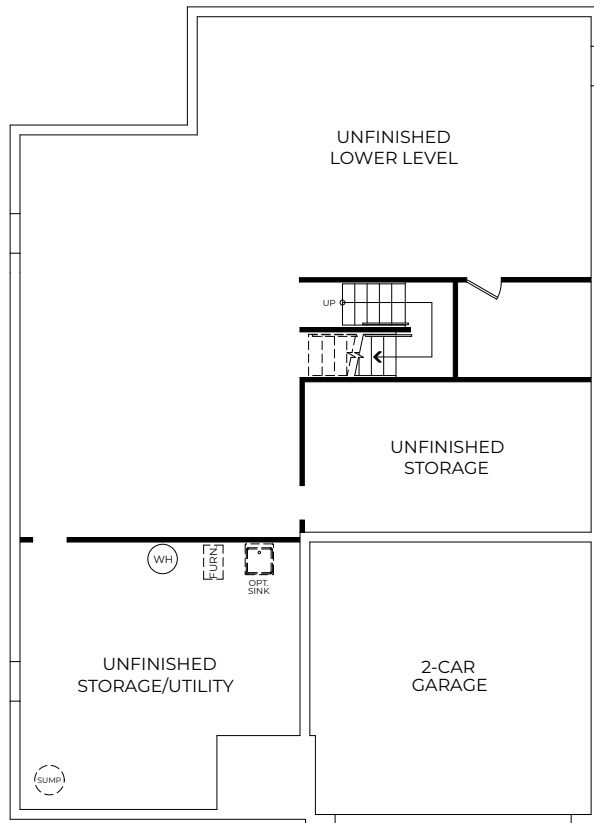 UNFINISHED
LOWER LEVEL
UP
UNFINISHED
STORAGE
WH
FURN.
OPT.
SINK
UNFINISHED
STORAGE/UTILITY
2-CAR
GARAGE
SUMP